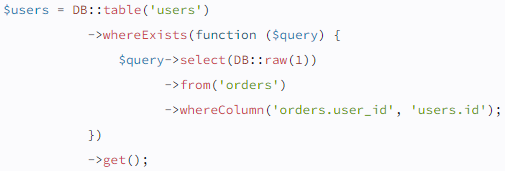 $users = DB::table('users')
->whereExists(function ($query) {
$query->select(DB::raw(1))
->from('orders')
->whereColumn('orders.user_id', 'users.id');
})
->get();